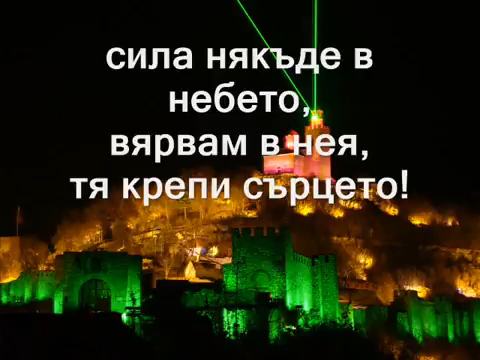 сила някъде в
небето,
вярвам в нея,
тя крепи сърцето!